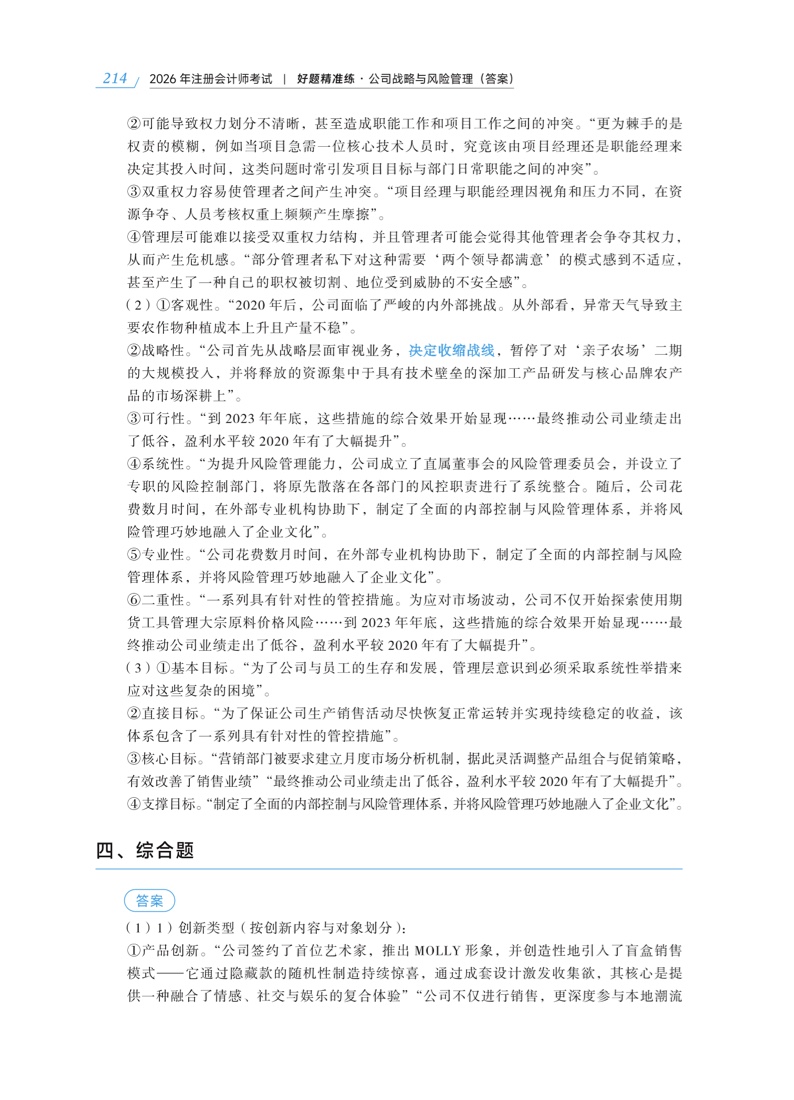 214 2026 年注册会计师考试 | 好题精准练 · 公司战略与风险管理（答案）
②可能导致权力划分不清晰，甚至造成职能工作和项目工作之间的冲突。“更为棘手的是
权责的模糊，例如当项目急需一位核心技术人员时，究竟该由项目经理还是职能经理来
决定其投入时间，这类问题时常引发项目目标与部门日常职能之间的冲突”。
③双重权力容易使管理者之间产生冲突。“项目经理与职能经理因视角和压力不同，在资
源争夺、人员考核权重上频频产生摩擦”。
④管理层可能难以接受双重权力结构，并且管理者可能会觉得其他管理者会争夺其权力，
从而产生危机感。“部分管理者私下对这种需要‘两个领导都满意’的模式感到不适应，
甚至产生了一种自己的职权被切割、地位受到威胁的不安全感”。
（2）①客观性。“2020 年后，公司面临了严峻的内外部挑战。从外部看，异常天气导致主
要农作物种植成本上升且产量不稳”。
②战略性。“公司首先从战略层面审视业务，决定收缩战线，暂停了对‘亲子农场’二期
的大规模投入，并将释放的资源集中于具有技术壁垒的深加工产品研发与核心品牌农产
品的市场深耕上”。
③可行性。“到 2023 年年底，这些措施的综合效果开始显现……最终推动公司业绩走出
了低谷，盈利水平较 2020 年有了大幅提升”。
④系统性。“为提升风险管理能力，公司成立了直属董事会的风险管理委员会，并设立了
专职的风险控制部门，将原先散落在各部门的风控职责进行了系统整合。随后，公司花
费数月时间，在外部专业机构协助下，制定了全面的内部控制与风险管理体系，并将风
险管理巧妙地融入了企业文化”。
⑤专业性。“公司花费数月时间，在外部专业机构协助下，制定了全面的内部控制与风险
管理体系，并将风险管理巧妙地融入了企业文化”。
⑥二重性。“一系列具有针对性的管控措施。为应对市场波动，公司不仅开始探索使用期
货工具管理大宗原料价格风险……到 2023 年年底，这些措施的综合效果开始显现……最
终推动公司业绩走出了低谷，盈利水平较 2020 年有了大幅提升”。
（3）①基本目标。“为了公司与员工的生存和发展，管理层意识到必须采取系统性举措来
应对这些复杂的困境”。
②直接目标。“为了保证公司生产销售活动尽快恢复正常运转并实现持续稳定的收益，该
体系包含了一系列具有针对性的管控措施”。
③核心目标。“营销部门被要求建立月度市场分析机制，据此灵活调整产品组合与促销策略，
有效改善了销售业绩”“最终推动公司业绩走出了低谷，盈利水平较 2020 年有了大幅提升”。
④支撑目标。“制定了全面的内部控制与风险管理体系，并将风险管理巧妙地融入了企业文化”。
四、综合题
答案
（1）1）创新类型（按创新内容与对象划分）：
①产品创新。“公司签约了首位艺术家，推出 MOLLY 形象，并创造性地引入了盲盒销售
模式——它通过隐藏款的随机性制造持续惊喜，通过成套设计激发收集欲，其核心是提
供一种融合了情感、社交与娱乐的复合体验”“公司不仅进行销售，更深度参与本地潮流